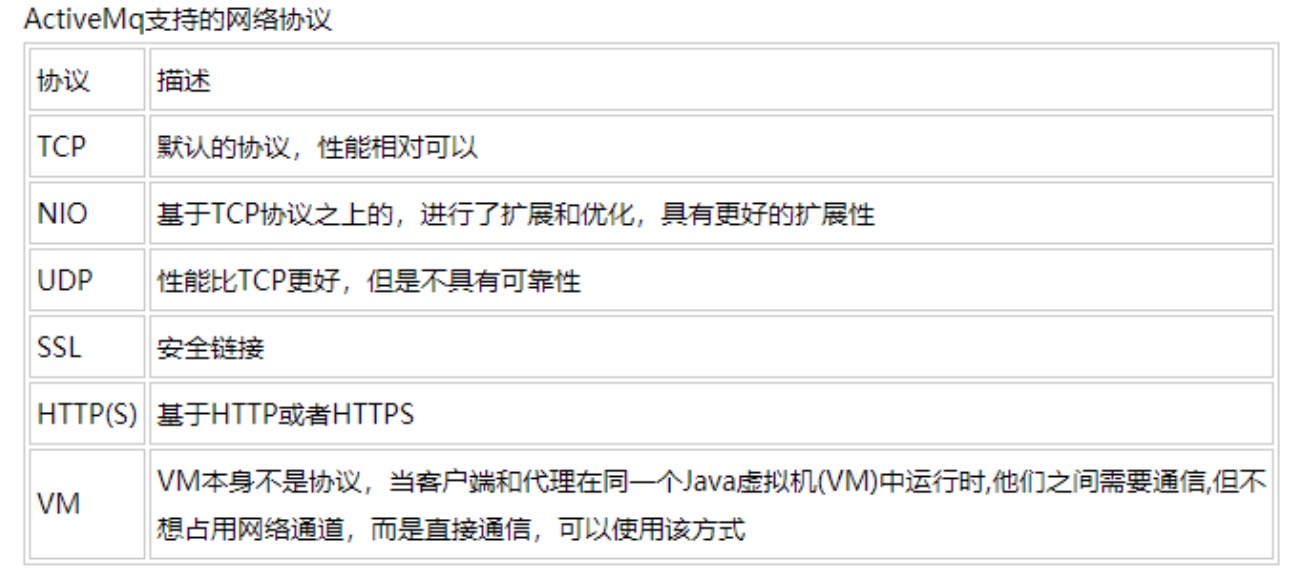 ActiveMq支持的网络协议
协议 描述
TCP 默认的协议，性能相对可以
NIO 基于TCP协议之上的，进行了扩展和优化，具有更好的扩展性
UDP 性能比TCP更好，但是不具有可靠性
SSL 安全链接
HTTP(S) 基于HTTP或者HTTPS
VM VM本身不是协议，当客户端和代理在同一个Java虚拟机(VM)中运行时,他们之间需要通信,但不
想占用网络通道，而是直接通信，可以使用该方式